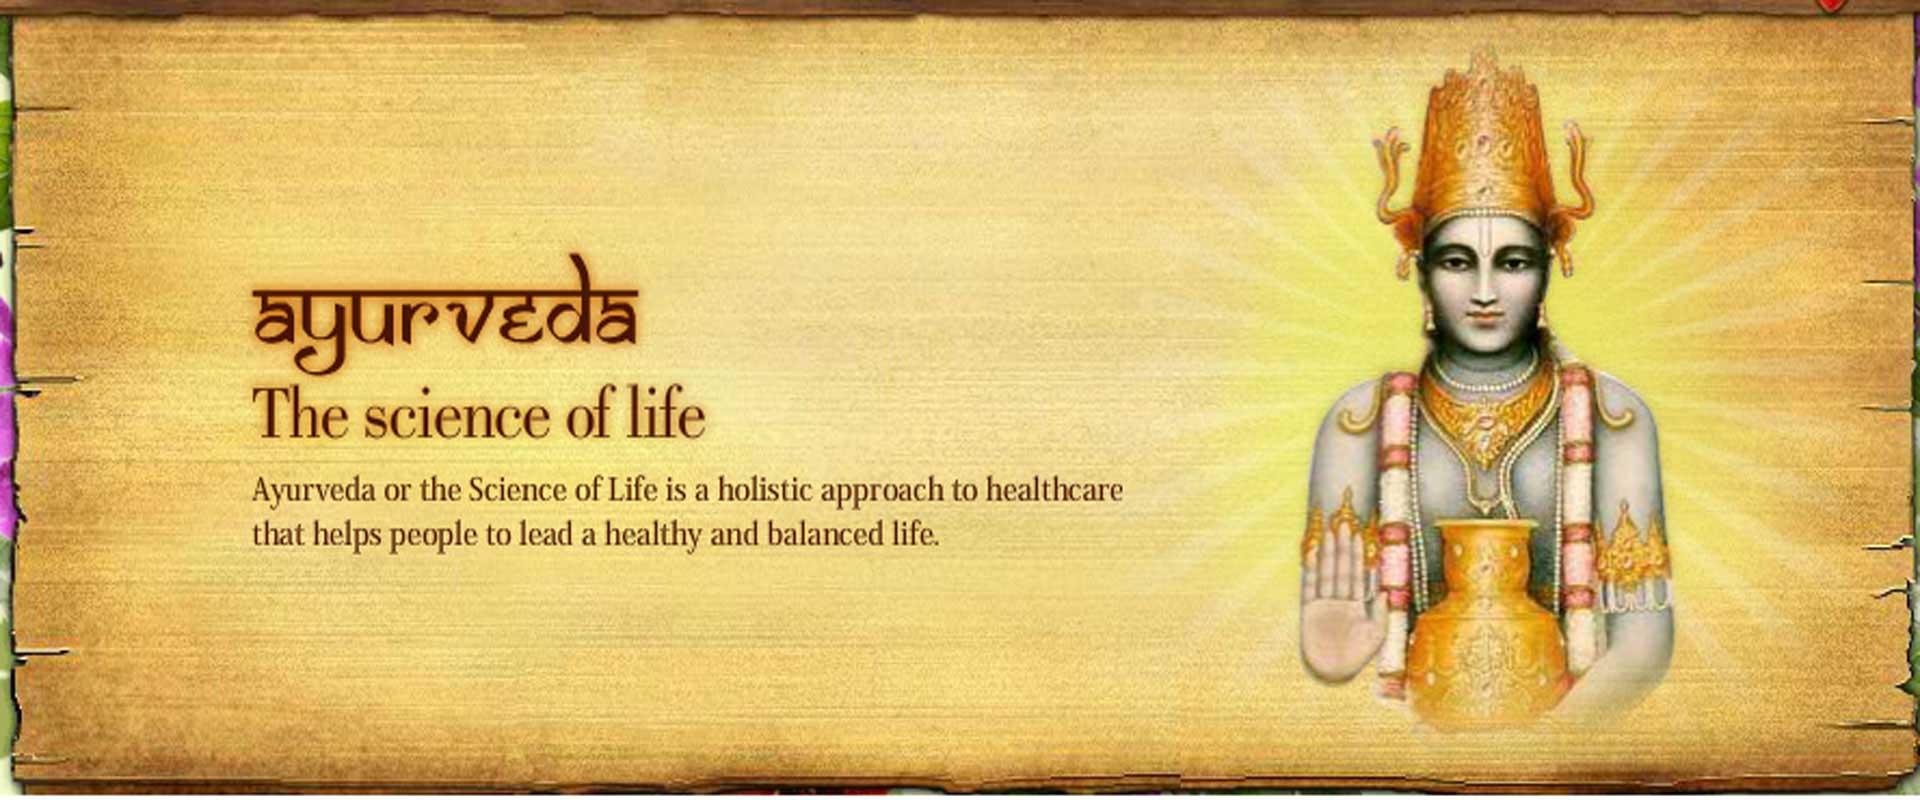 ayurveda
The science of life
Ayurveda or the Science of Life is a holistic approach to healthcare
that helps people to lead a healthy and balanced life.